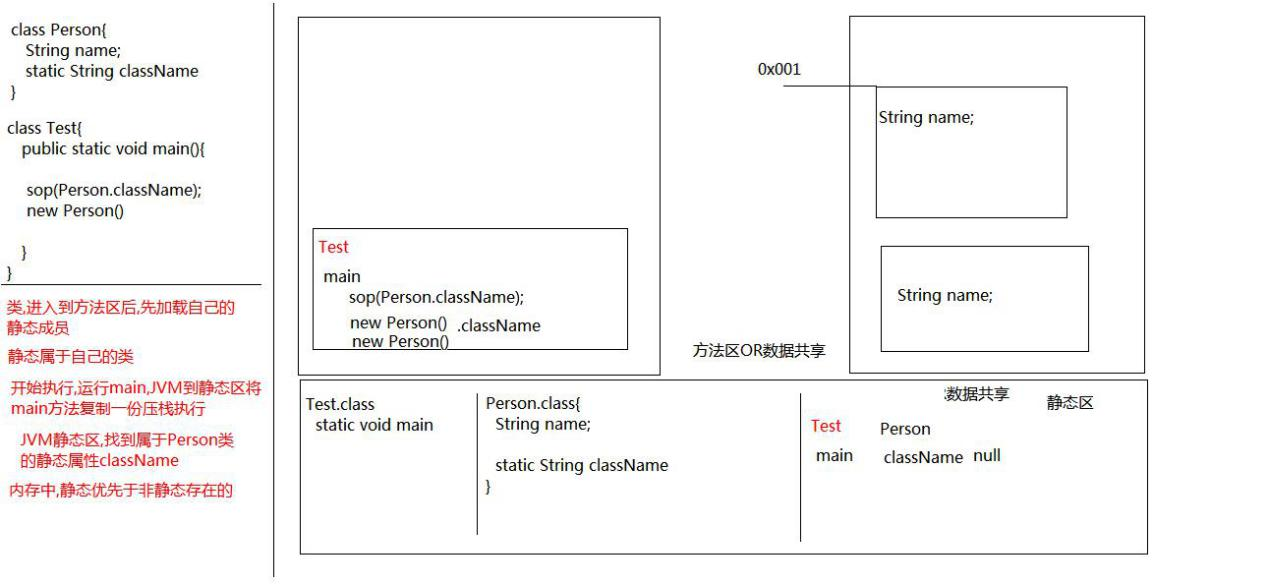 class Person{
String name;
static String className
}
class Test{
public static void main(){
sop(Person.className);
new Person()
}
}
类,进入到方法区后,先加载自己的
静态成员
静态属于自己的类
开始执行,运行main,JVM到静态区将
main方法复制一份压栈执行
JVM静态区,找到属于Person类
的静态属性className
内存中,静态优先于非静态存在的
Test
main
sop(Person.className);
new Person() .className
new Person()
0x001
String name;
String name;
方法区OR数据共享
Test.class
static void main
Person.class{
String name;
static String className
}
数据共享
静态区
Test
Person
main
className null